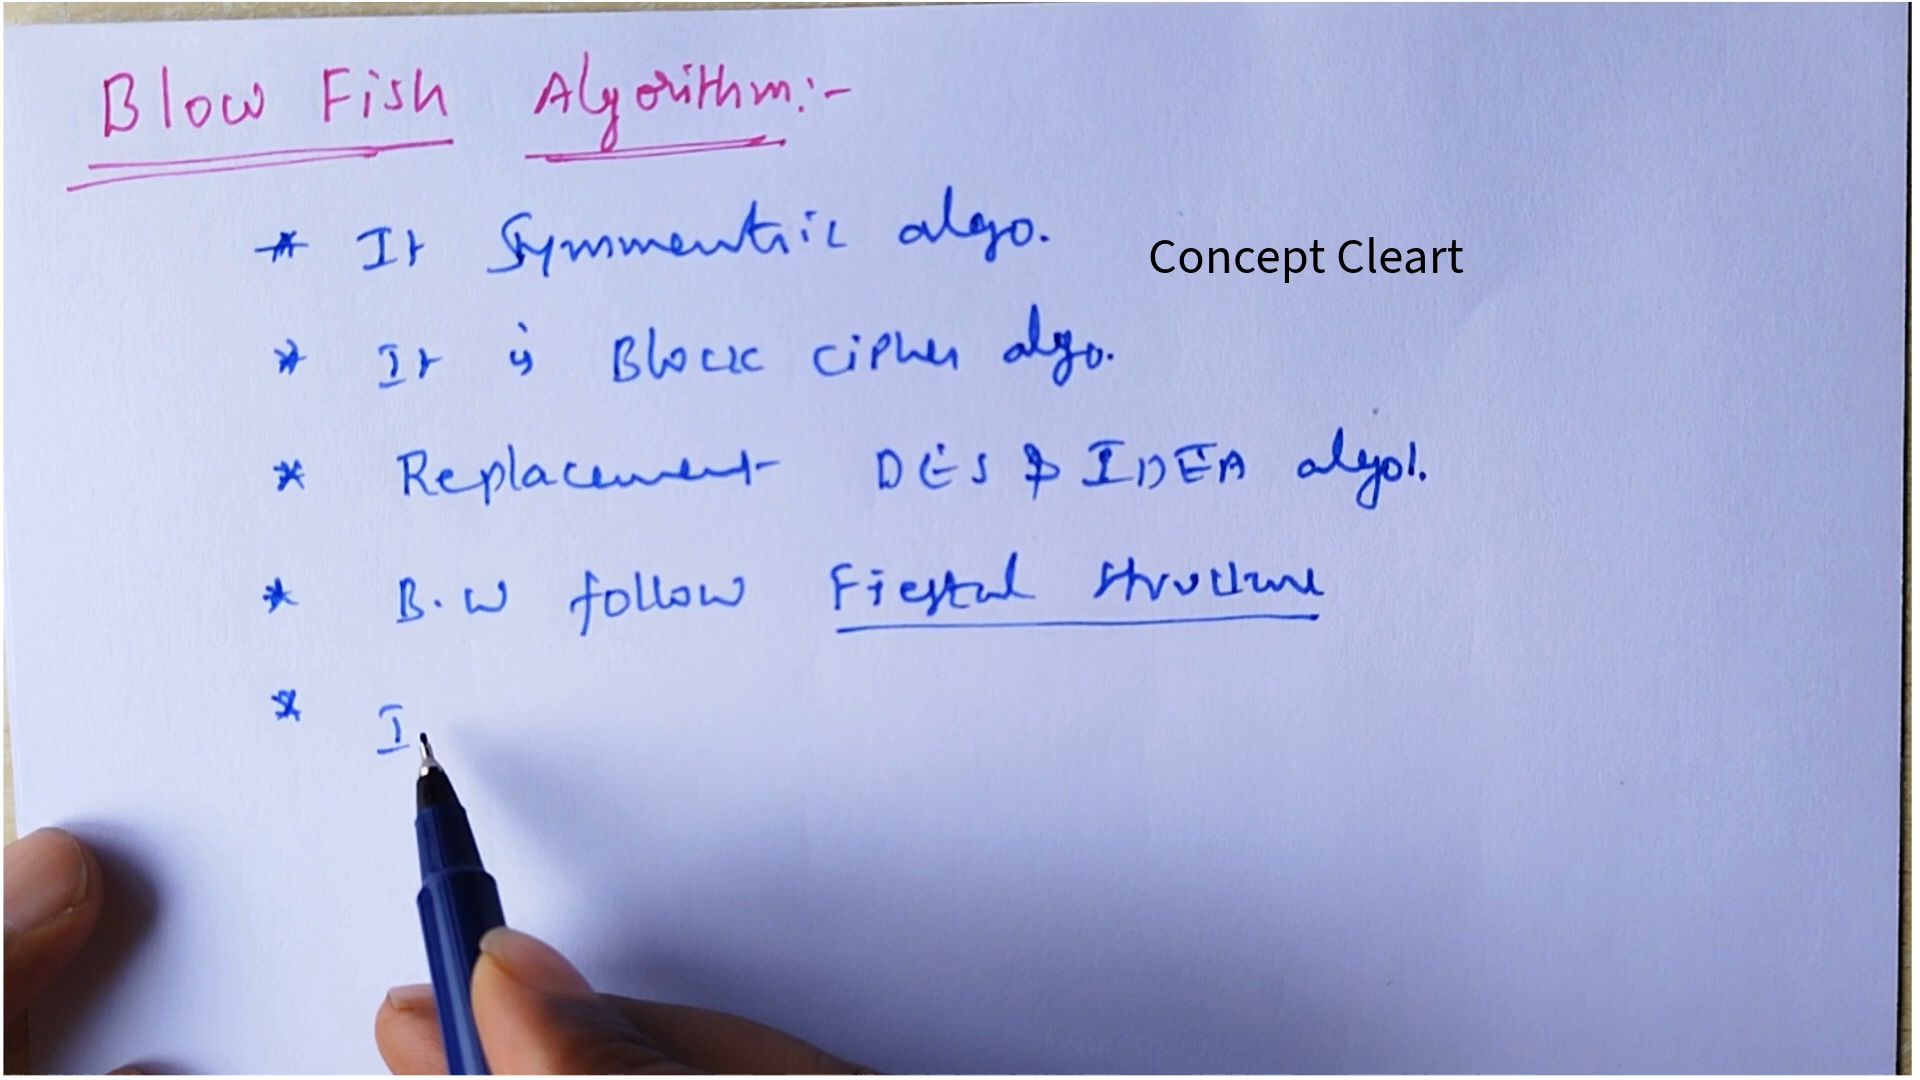 Blow Fish Algorithm:-
* It Symmentric algo.
Concept Cleart
* It is Block cipher algo.
* Replacement DES & IDEA algo.
* B.W follow Fiestal structure
* I